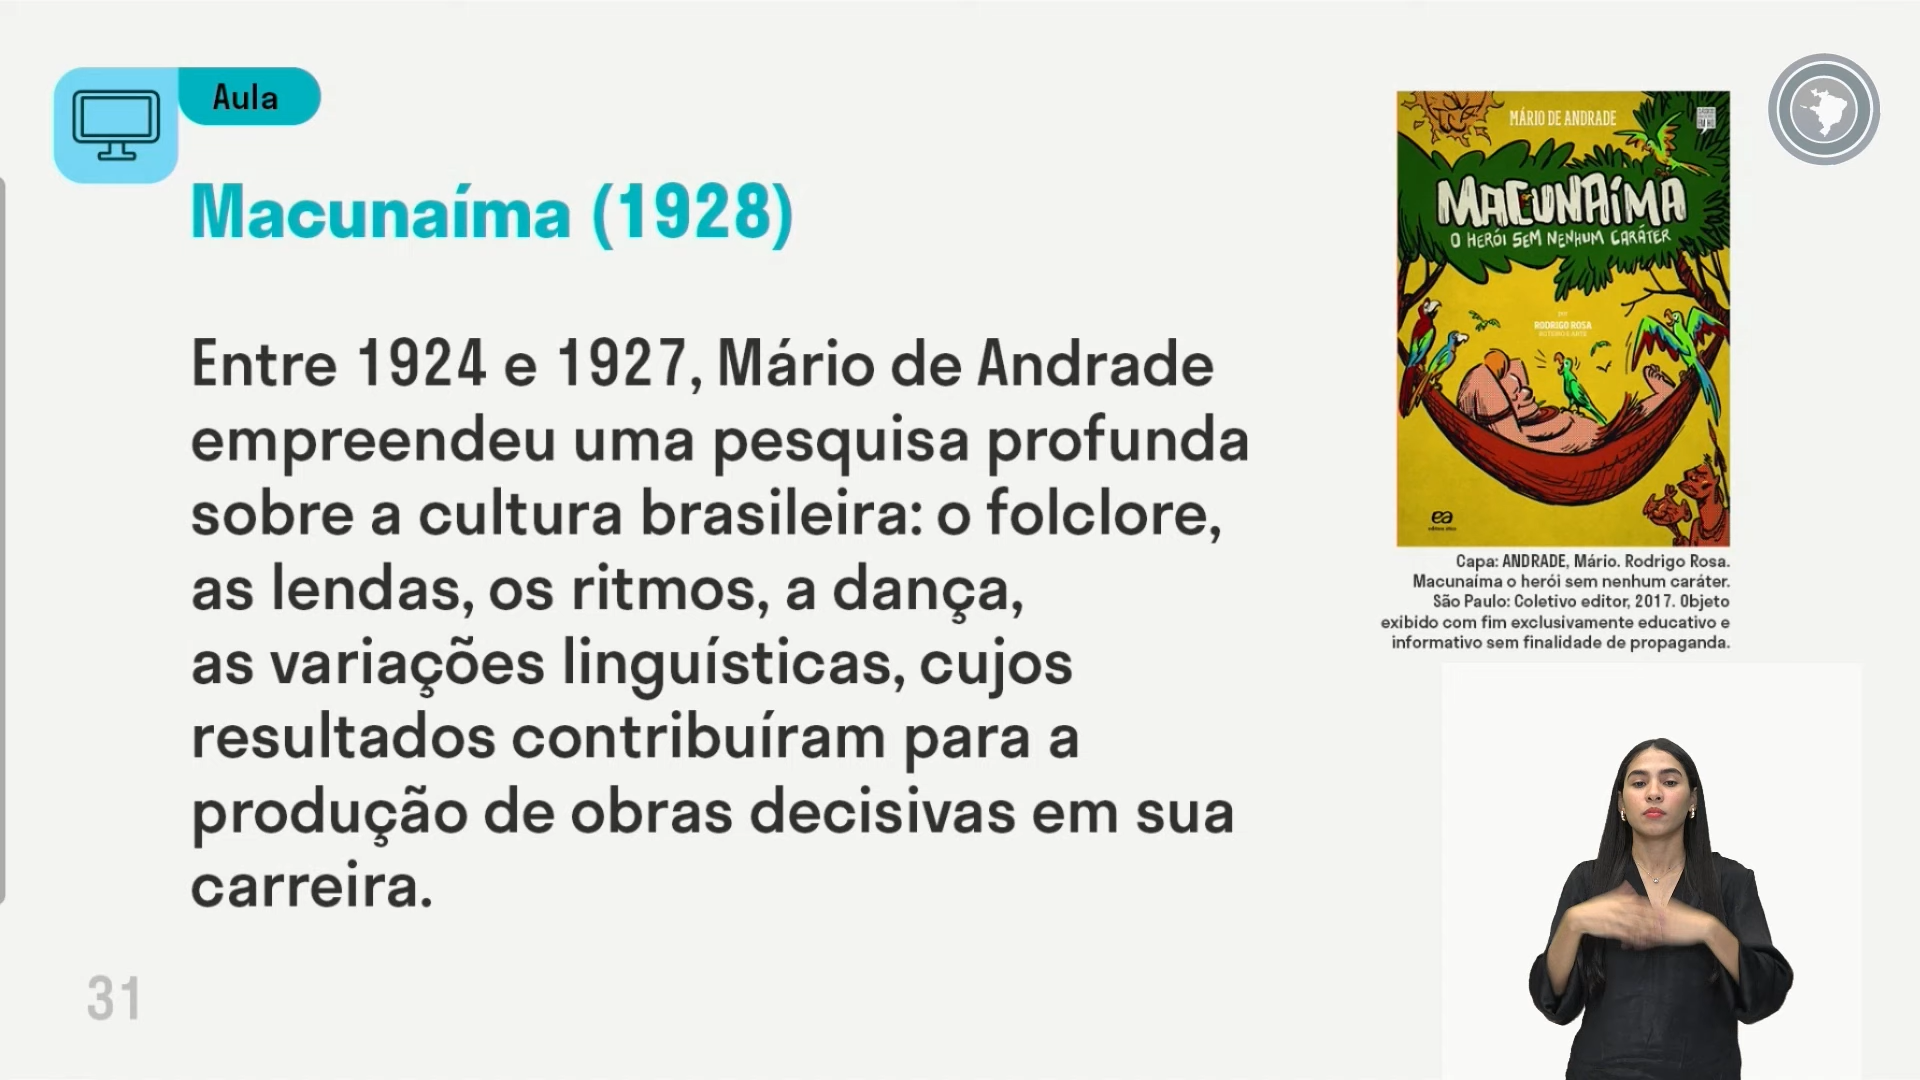 Aula
Macunaíma (1928)
Entre 1924 e 1927, Mário de Andrade
empreendeu uma pesquisa profunda
sobre a cultura brasileira: o folclore,
as lendas, os ritmos, a dança,
as variações linguísticas, cujos
resultados contribuíram para a
produção de obras decisivas em sua
carreira.
31
MÁRIO DE ANDRADE
MACUNAÍMA
O HERÓI SEM NENHUM CARÁTER
POR
RODRIGO ROSA
ROTEIRO E ARTE
ea
editora ática
Capa: ANDRADE, Mário. Rodrigo Rosa.
Macunaíma o herói sem nenhum caráter.
São Paulo: Coletivo editor, 2017. Objeto
exibido com fim exclusivamente educativo e
informativo sem finalidade de propaganda.